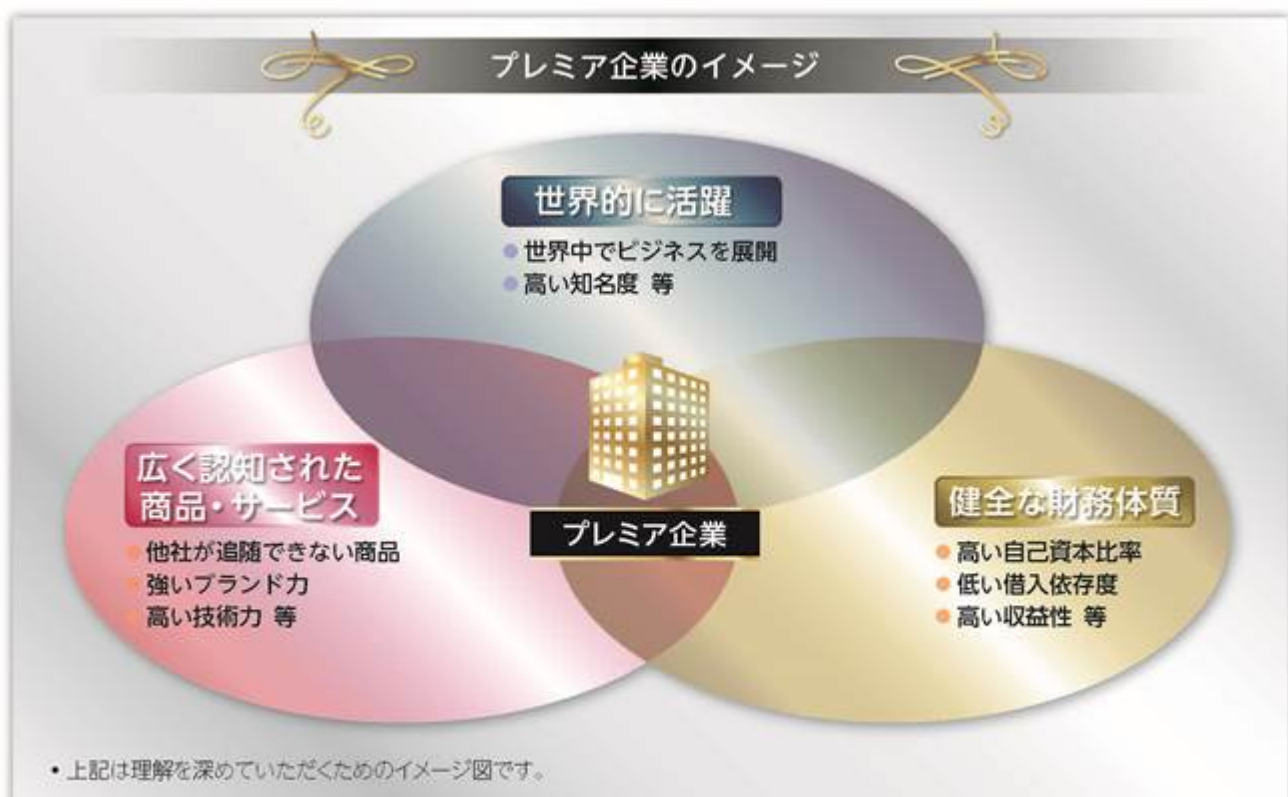 プレミア企業のイメージ
世界的に活躍
● 世界中でビジネスを展開
● 高い知名度 等
広く認知された
商品・サービス
● 他社が追随できない商品
● 強いブランド力
● 高い技術力 等
プレミア企業
健全な財務体質
● 高い自己資本比率
● 低い借入依存度
● 高い収益性 等
• 上記は理解を深めていただくためのイメージ図です。